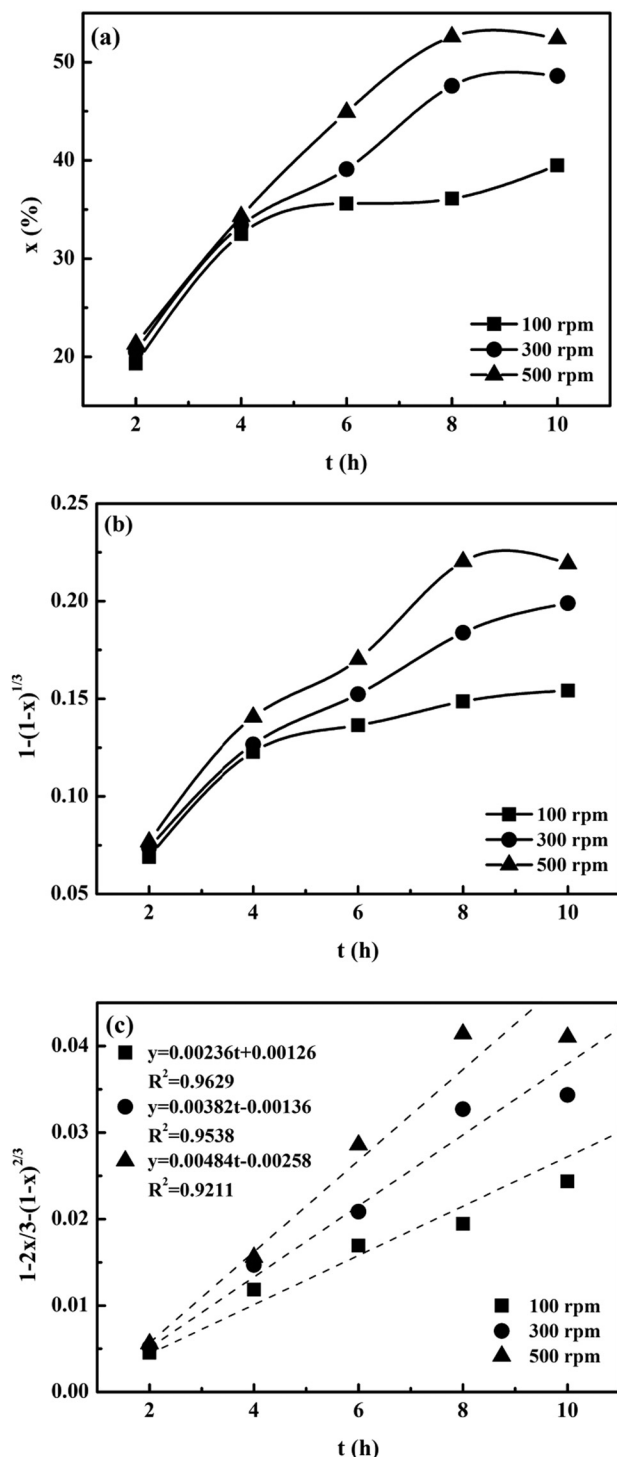 (a)
50
40
30
20
x (%)
100 rpm
300 rpm
500 rpm
2 4 6 8 10
t (h)
0.25
(b)
0.20
0.15
0.10
0.05
1-(1-x)^1/3
100 rpm
300 rpm
500 rpm
2 4 6 8 10
t (h)
(c)
0.04
0.03
0.02
0.01
0.00
1-2x/3-(1-x)^2/3
y=0.00236t+0.00126
R²=0.9629
y=0.00382t-0.00136
R²=0.9538
y=0.00484t-0.00258
R²=0.9211
100 rpm
300 rpm
500 rpm
2 4 6 8 10
t (h)